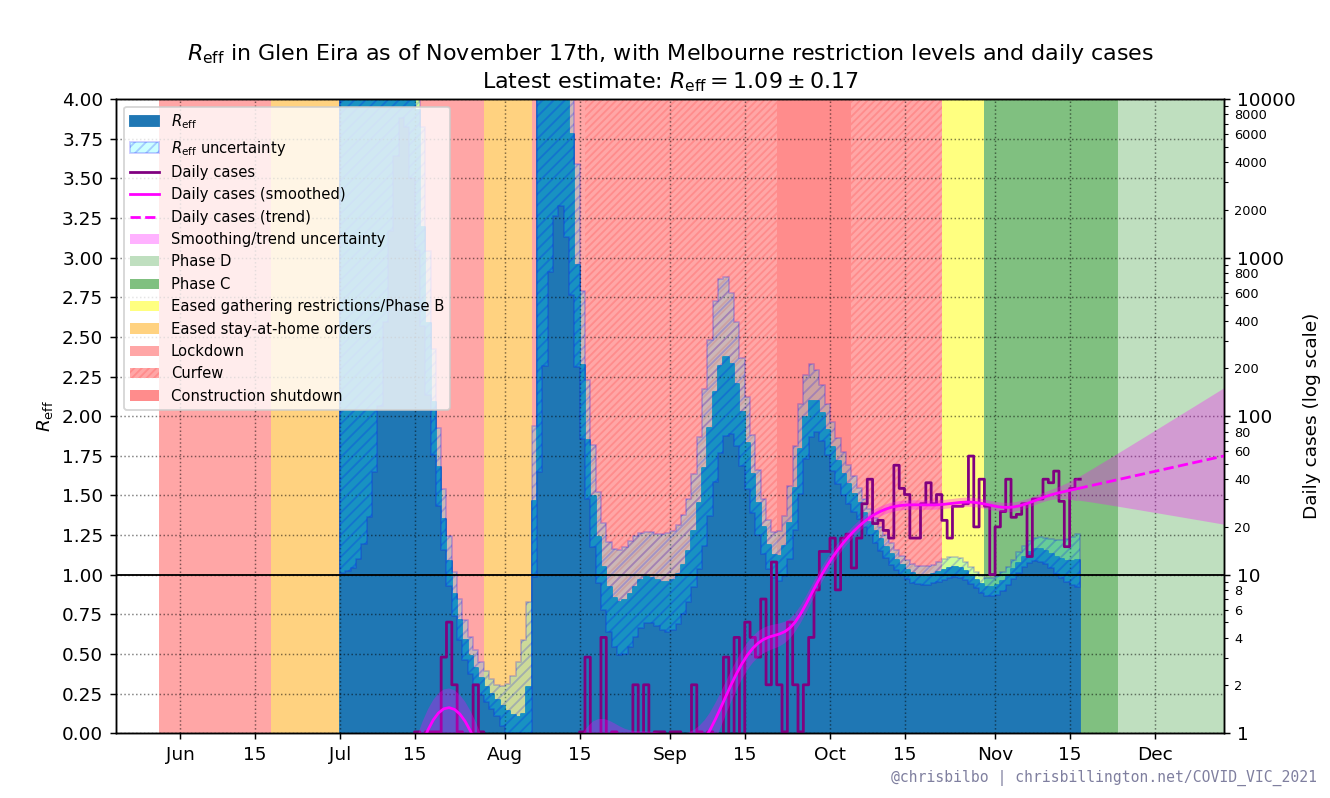 Reff in Glen Eira as of November 17th, with Melbourne restriction levels and daily cases
Latest estimate: Reff = 1.09 ± 0.17
4.00
3.75
3.50
3.25
3.00
2.75
2.50
2.25
2.00
1.75
1.50
1.25
1.00
0.75
0.50
0.25
0.00
Reff
Reff
Reff uncertainty
Daily cases
Daily cases (smoothed)
Daily cases (trend)
Smoothing/trend uncertainty
Phase D
Phase C
Eased gathering restrictions/Phase B
Eased stay-at-home orders
Lockdown
Curfew
Construction shutdown
10000
8000
6000
4000
2000
1000
800
600
400
200
100
80
60
40
20
10
8
6
4
2
1
Daily cases (log scale)
Jun 15 Jul 15 Aug 15 Sep 15 Oct 15 Nov 15 Dec
@chrisbilbo | chrisbillington.net/COVID_VIC_2021